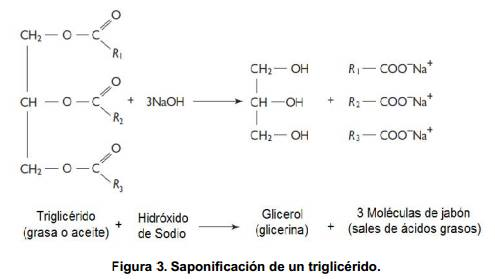 O
CH₂ — O — C
R₁
CH₂ — OH
R₁ — COO⁻Na⁺
O
CH — O — C + 3NaOH
R₂
CH — OH + R₂ — COO⁻Na⁺
O
CH₂ — O — C
R₃
CH₂ — OH
R₃ — COO⁻Na⁺
Triglicérido + Hidróxido Glicerol + 3 Moléculas de jabón
(grasa o aceite) de Sodio (glicerina) (sales de ácidos grasos)
Figura 3. Saponificación de un triglicérido.